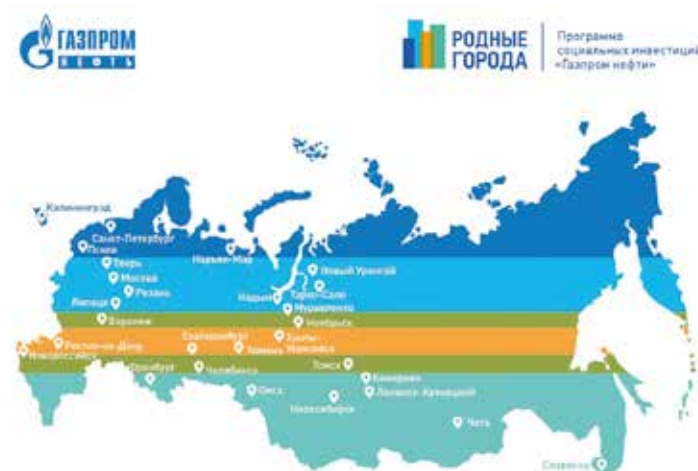 ГАЗПРОМ
НЕФТЬ
РОДНЫЕ
ГОРОДА
Программа
социальных инвестиций
«Газпром нефти»
Калининград
Санкт-Петербург
Псков
Нарьян-Мар
Тверь
Новый Уренгой
Москва
Рязань
Надым
Тарко-Сале
Липецк
Муравленко
Воронеж
Ноябрьск
Ростов-на-Дону
Екатеринбург
Ханты-
Мансийск
Тюмень
Новороссийск
Оренбург
Челябинск
Томск
Кемерово
Омск
Ленинск-Кузнецкий
Новосибирск
Чита